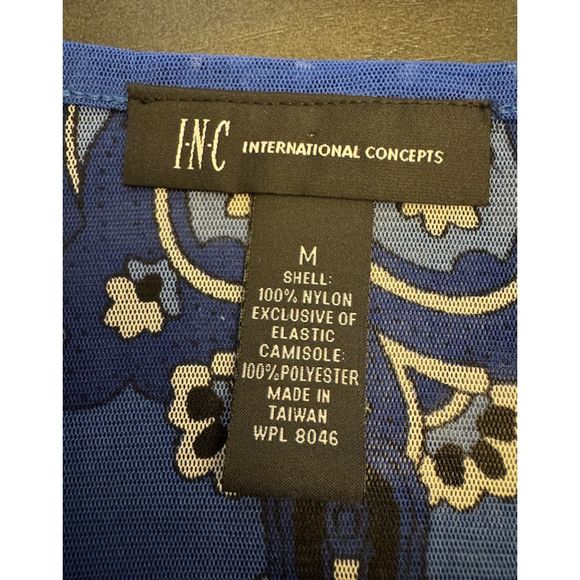 I·N·C INTERNATIONAL CONCEPTS
M
SHELL:
100% NYLON
EXCLUSIVE OF
ELASTIC
CAMISOLE:
100%POLYESTER
MADE IN
TAIWAN
WPL 8046